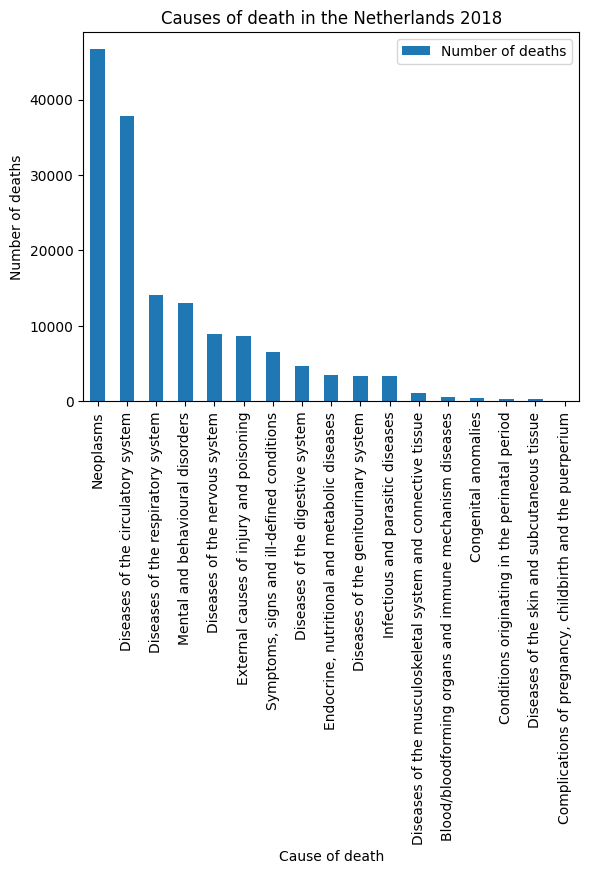 Causes of death in the Netherlands 2018
Number of deaths
Number of deaths
40000
30000
20000
10000
0
Neoplasms
Diseases of the circulatory system
Diseases of the respiratory system
Mental and behavioural disorders
Diseases of the nervous system
External causes of injury and poisoning
Symptoms, signs and ill-defined conditions
Diseases of the digestive system
Endocrine, nutritional and metabolic diseases
Diseases of the genitourinary system
Infectious and parasitic diseases
Diseases of the musculoskeletal system and connective tissue
Blood/bloodforming organs and immune mechanism diseases
Congenital anomalies
Conditions originating in the perinatal period
Diseases of the skin and subcutaneous tissue
Complications of pregnancy, childbirth and the puerperium
Cause of death